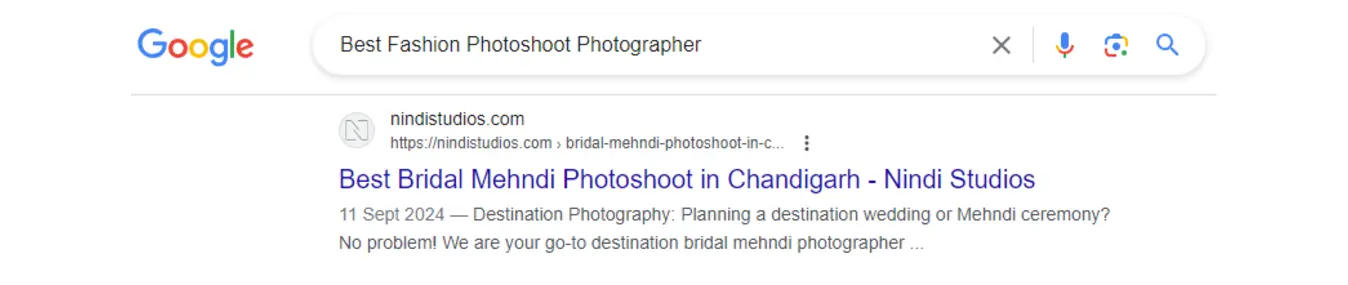 Google
Best Fashion Photoshoot Photographer
nindistudios.com
https://nindistudios.com › bridal-mehndi-photoshoot-in-c...
Best Bridal Mehndi Photoshoot in Chandigarh - Nindi Studios
11 Sept 2024 — Destination Photography: Planning a destination wedding or Mehndi ceremony?
No problem! We are your go-to destination bridal mehndi photographer ...